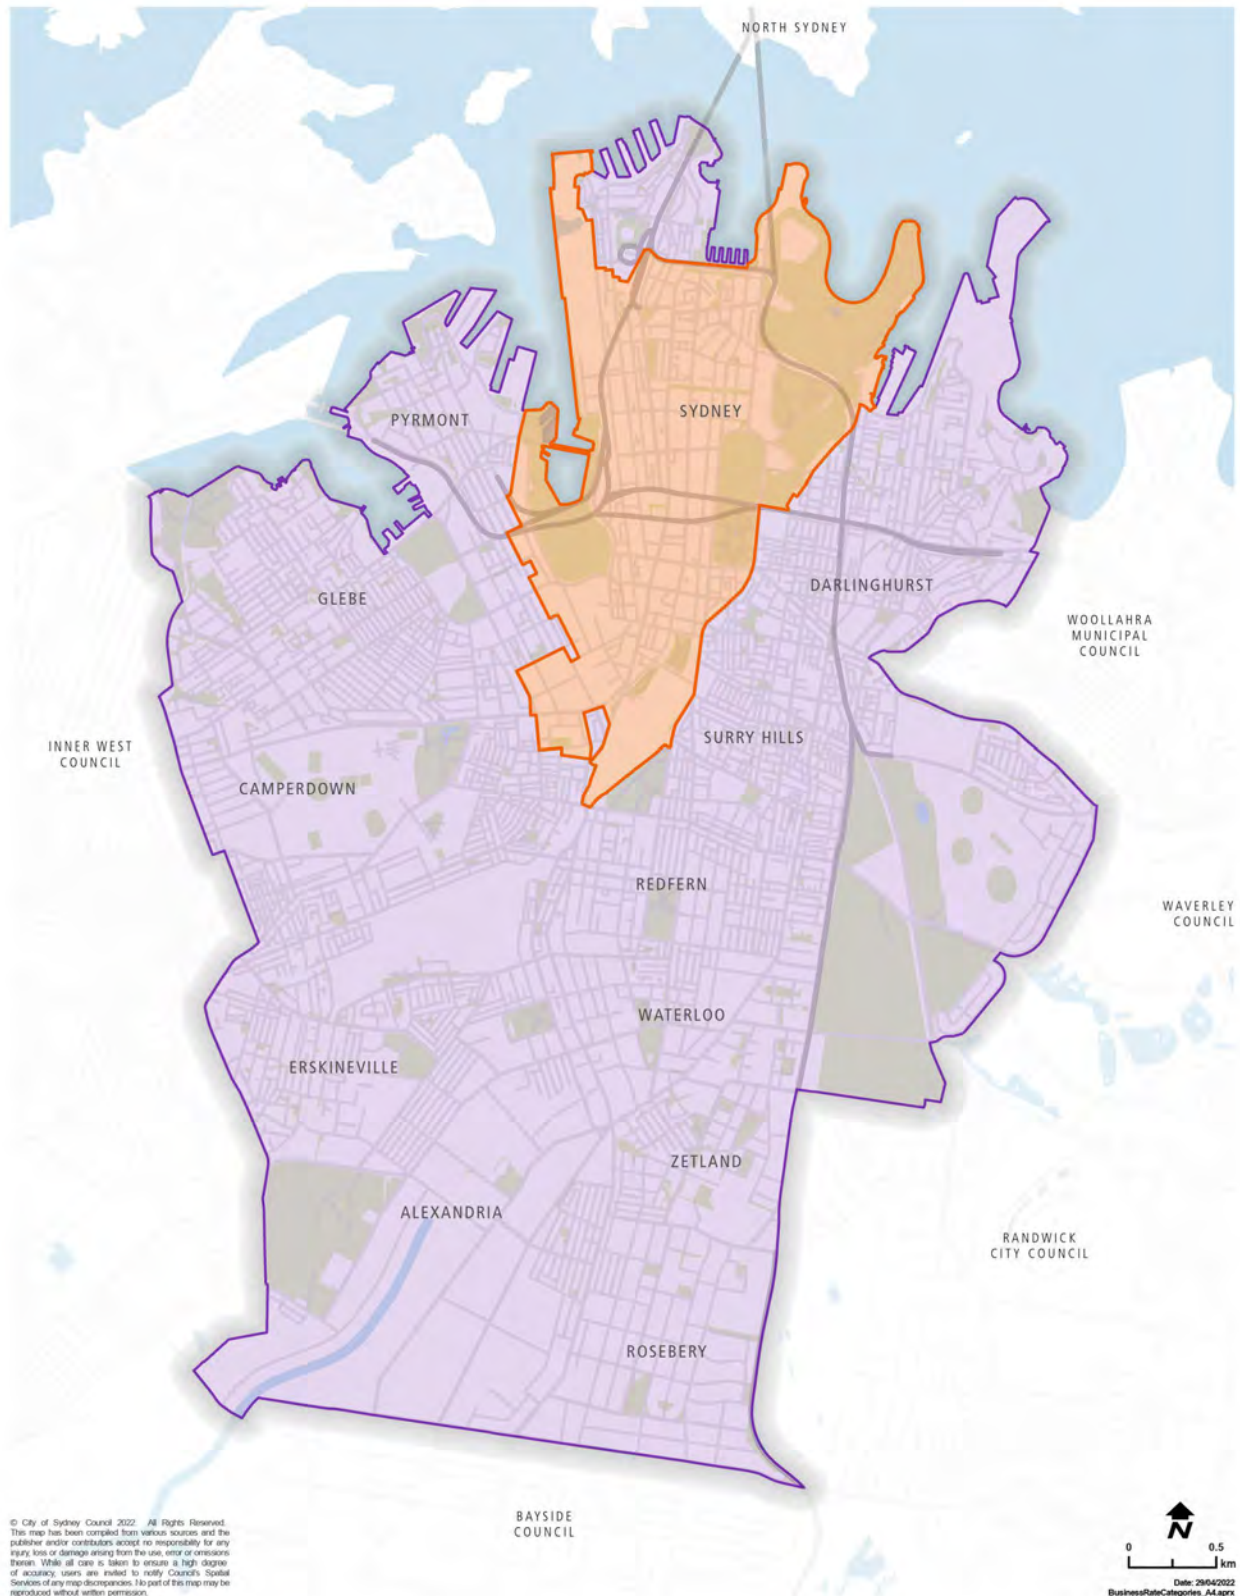 NORTH SYDNEY
PYRMONT
SYDNEY
GLEBE
DARLINGHURST
WOOLLAHRA
MUNICIPAL
COUNCIL
INNER WEST
COUNCIL
SURRY HILLS
CAMPERDOWN
REDFERN
WAVERLEY
COUNCIL
WATERLOO
ERSKINEVILLE
ZETLAND
ALEXANDRIA
RANDWICK
CITY COUNCIL
ROSEBERY
BAYSIDE
COUNCIL
© City of Sydney Council 2022. All Rights Reserved.
This map has been compiled from various sources and the
publisher and/or contributors accept no responsibility for any
injury, loss or damage arising from the use, error or omissions
therein. While all care is taken to ensure a high degree
of accuracy, users are invited to notify Council's Spatial
Services of any map discrepancies. No part of this map may be
reproduced without written permission.
N
0 0.5
km
Date: 29/04/2022
BusinessRateCategories_A4.aprx